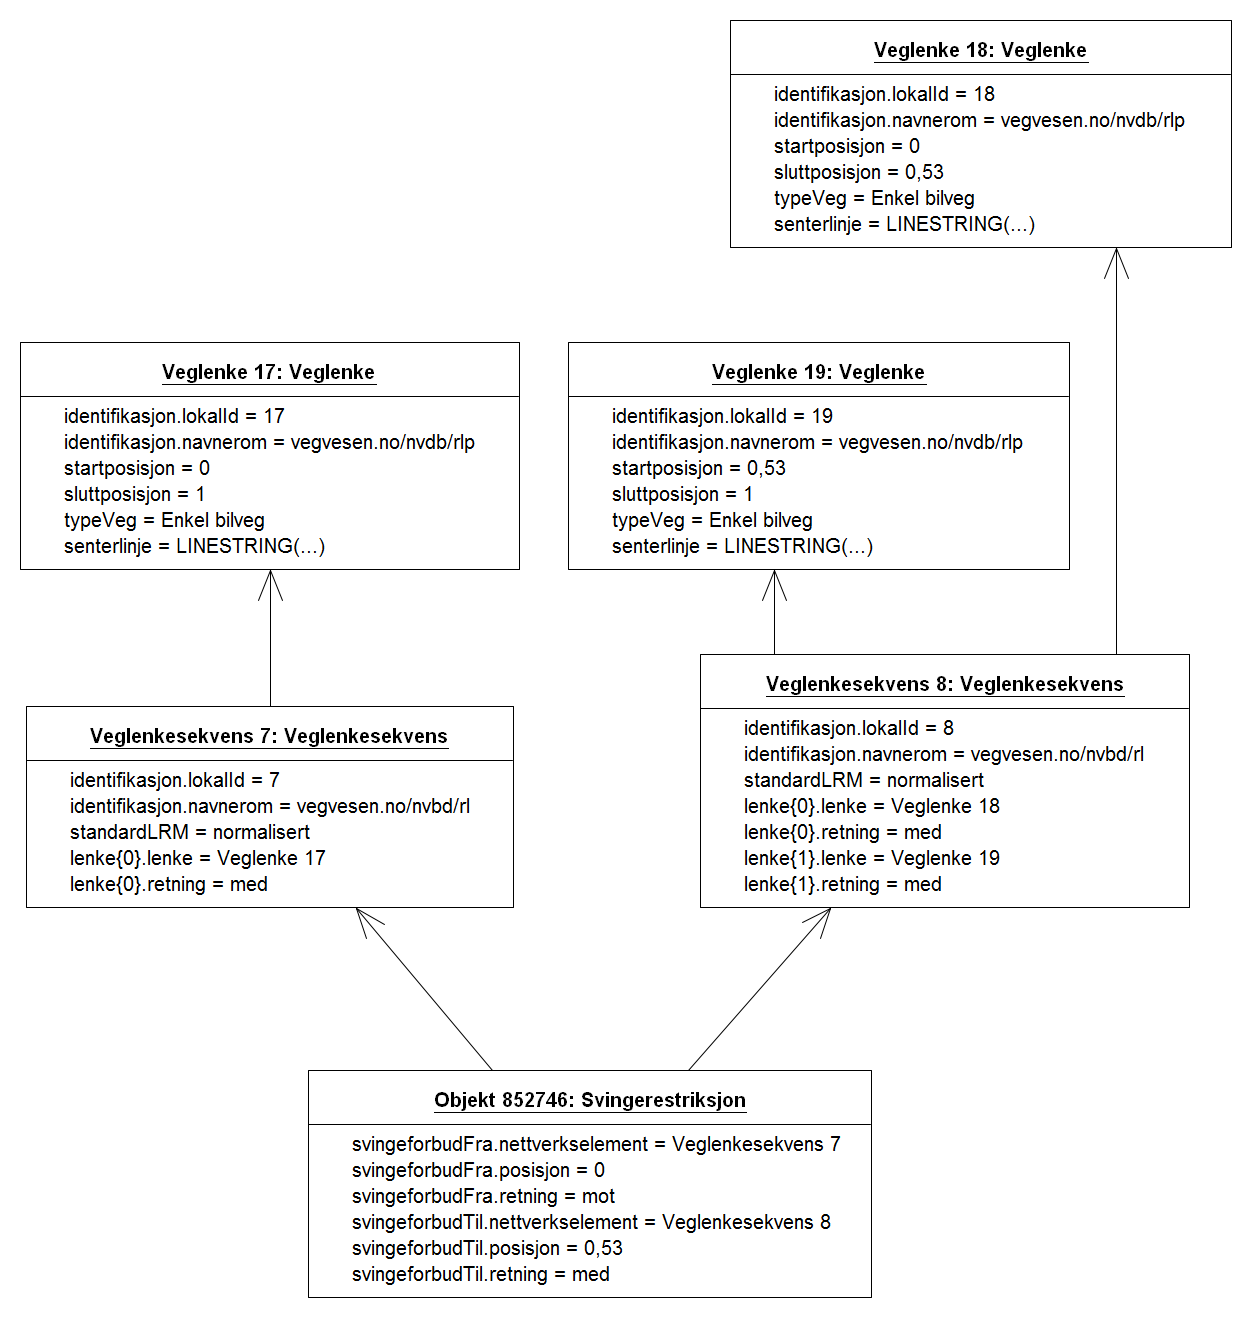 Veglenke 18: Veglenke
identifikasjon.lokalId = 18
identifikasjon.navnerom = vegvesen.no/nvdb/rlp
startposisjon = 0
sluttposisjon = 0,53
typeVeg = Enkel bilveg
senterlinje = LINESTRING(...)
Veglenke 17: Veglenke
identifikasjon.lokalId = 17
identifikasjon.navnerom = vegvesen.no/nvdb/rlp
startposisjon = 0
sluttposisjon = 1
typeVeg = Enkel bilveg
senterlinje = LINESTRING(...)
Veglenke 19: Veglenke
identifikasjon.lokalId = 19
identifikasjon.navnerom = vegvesen.no/nvdb/rlp
startposisjon = 0,53
sluttposisjon = 1
typeVeg = Enkel bilveg
senterlinje = LINESTRING(...)
Veglenkesekvens 7: Veglenkesekvens
identifikasjon.lokalId = 7
identifikasjon.navnerom = vegvesen.no/nvbd/rl
standardLRM = normalisert
lenke{0}.lenke = Veglenke 17
lenke{0}.retning = med
Veglenkesekvens 8: Veglenkesekvens
identifikasjon.lokalId = 8
identifikasjon.navnerom = vegvesen.no/nvbd/rl
standardLRM = normalisert
lenke{0}.lenke = Veglenke 18
lenke{0}.retning = med
lenke{1}.lenke = Veglenke 19
lenke{1}.retning = med
Objekt 852746: Svingerestriksjon
svingeforbudFra.nettverkselement = Veglenkesekvens 7
svingeforbudFra.posisjon = 0
svingeforbudFra.retning = mot
svingeforbudTil.nettverkselement = Veglenkesekvens 8
svingeforbudTil.posisjon = 0,53
svingeforbudTil.retning = med